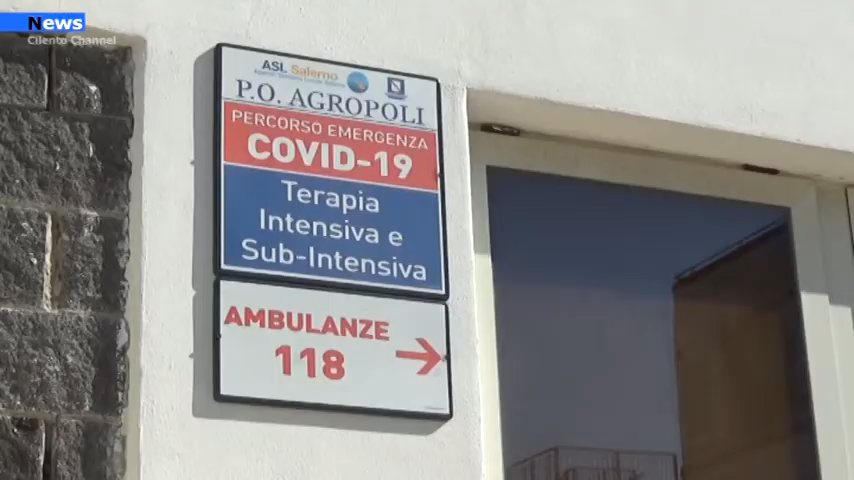 News
Cilento Channel
ASL Salerno
P.O. AGROPOLI
PERCORSO EMERGENZA
COVID-19
Terapia
Intensiva e
Sub-Intensiva
AMBULANZE
118